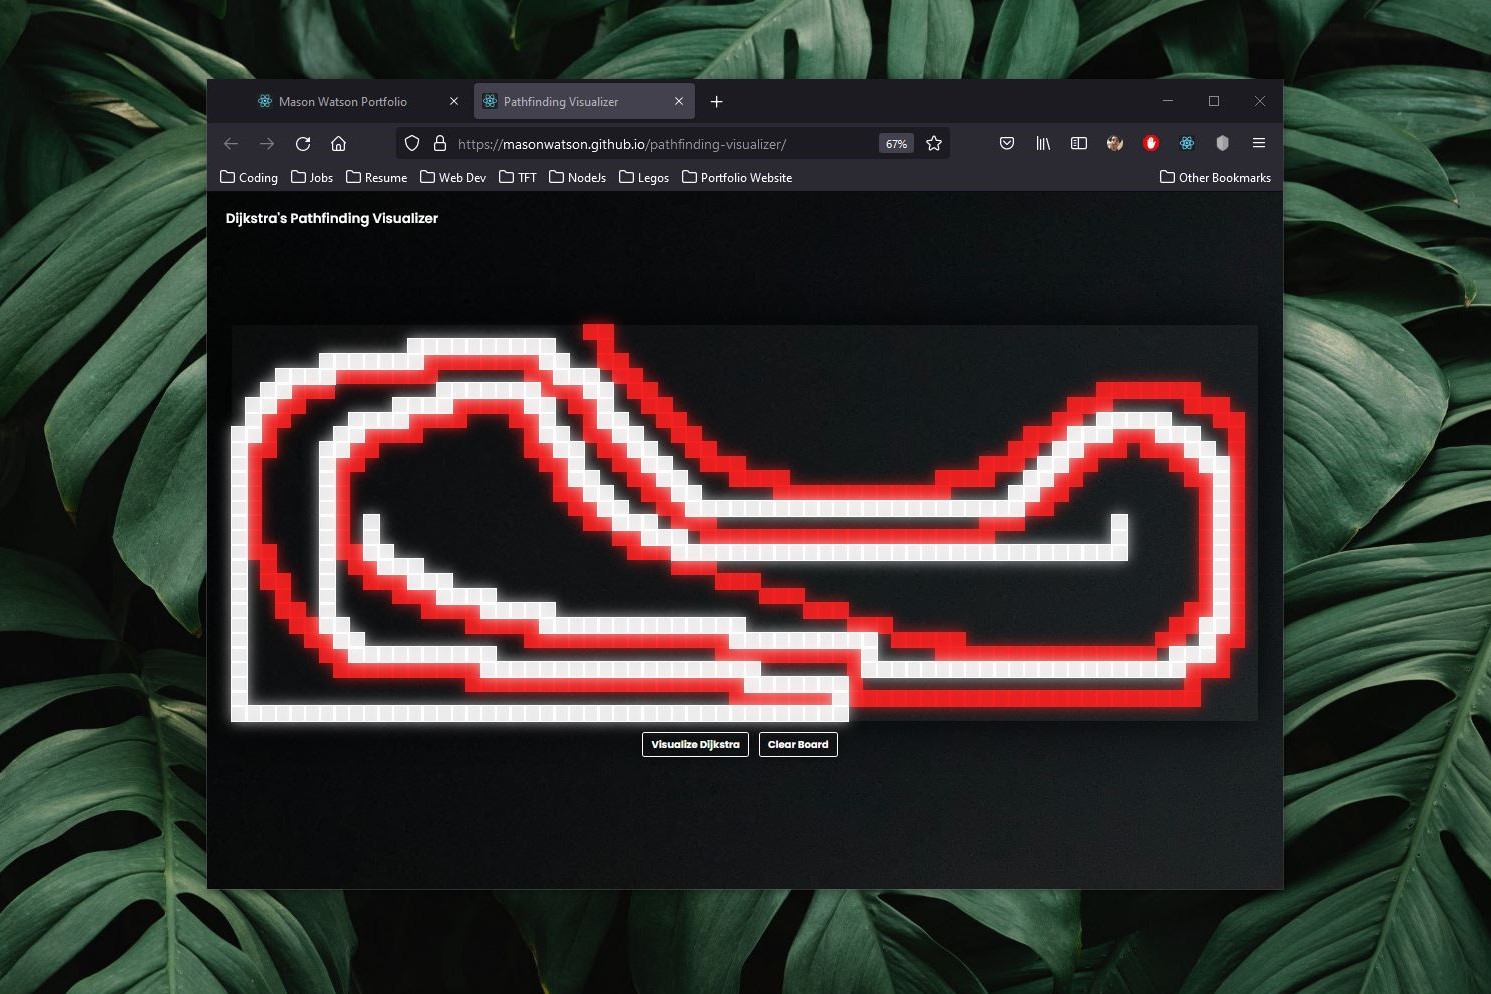 Mason Watson Portfolio
Pathfinding Visualizer
https://masonwatson.github.io/pathfinding-visualizer/
67%
Coding
Jobs
Resume
Web Dev
TFT
NodeJs
Legos
Portfolio Website
Other Bookmarks
Dijkstra's Pathfinding Visualizer
Visualize Dijkstra
Clear Board